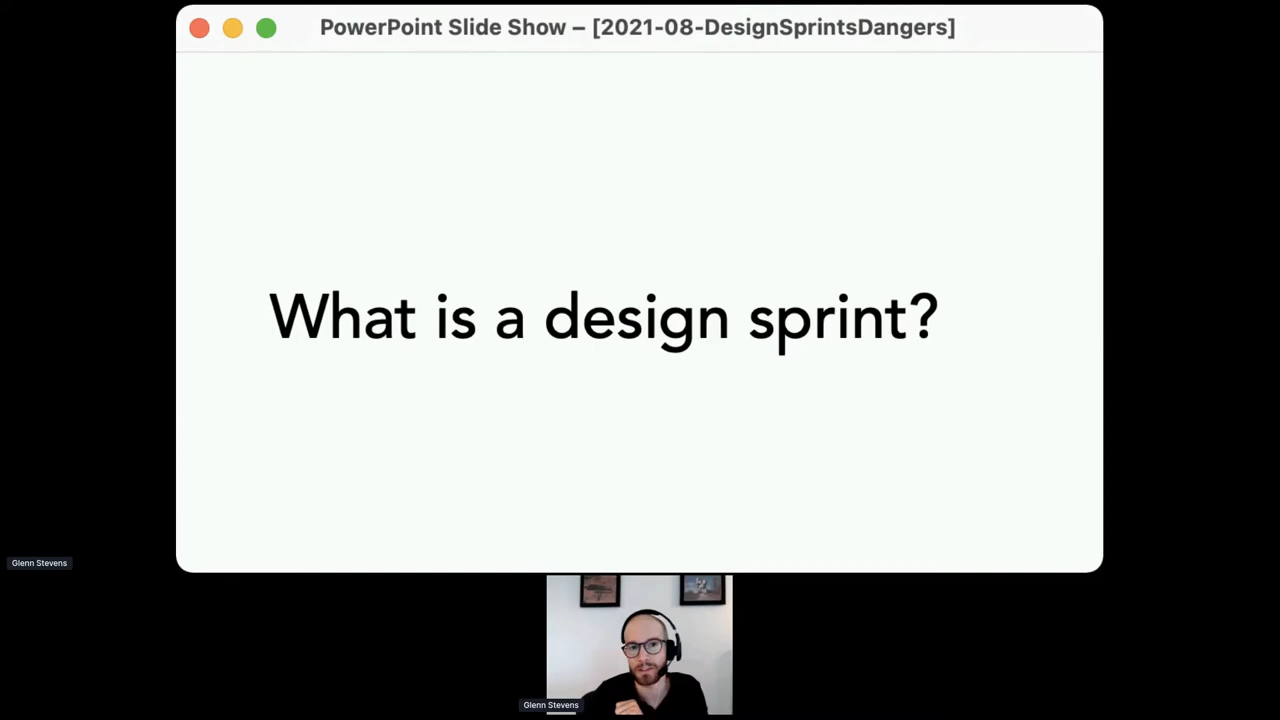 PowerPoint Slide Show – [2021-08-DesignSprintsDangers]
What is a design sprint?
Glenn Stevens
Glenn Stevens